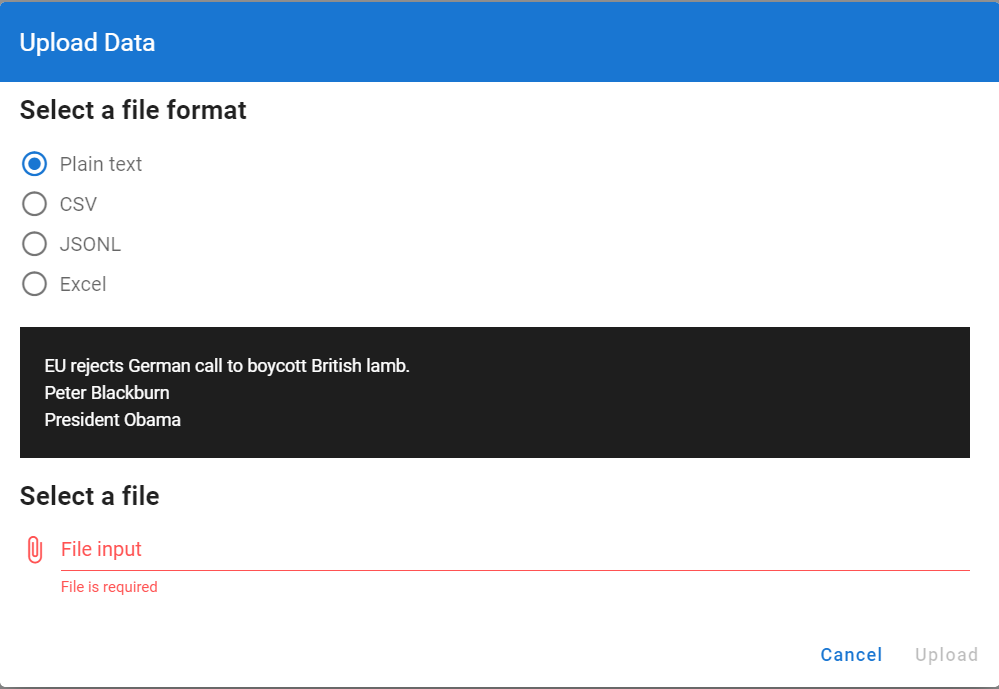 Upload Data
Select a file format
Plain text
CSV
JSONL
Excel
EU rejects German call to boycott British lamb.
Peter Blackburn
President Obama
Select a file
File input
File is required
Cancel Upload